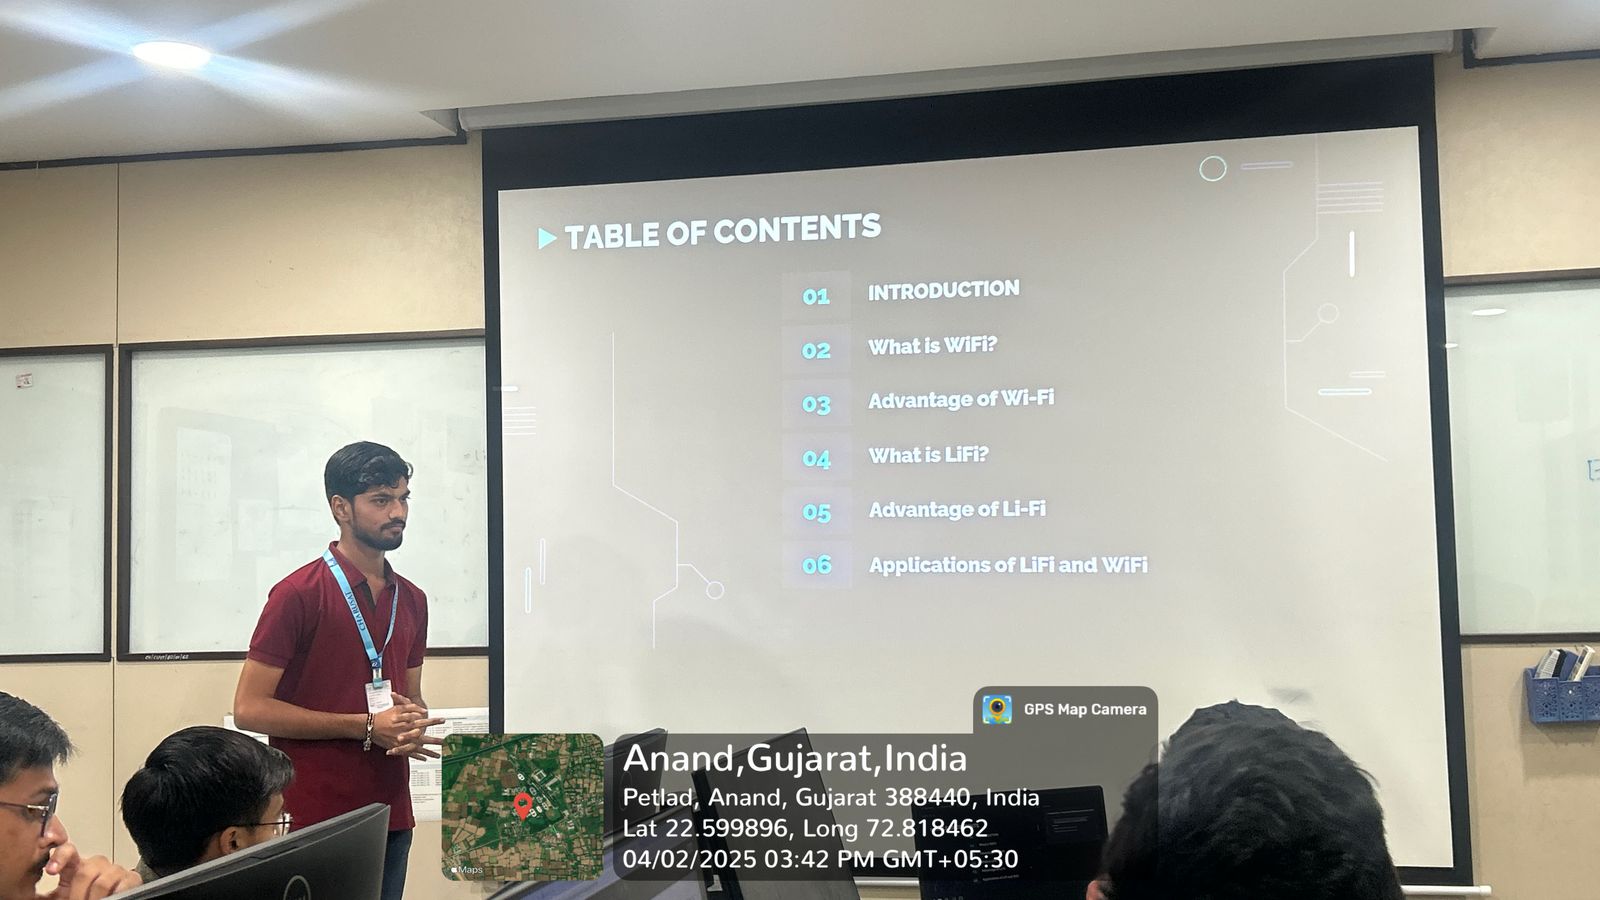 TABLE OF CONTENTS
01 INTRODUCTION
02 What is WiFi?
03 Advantage of Wi-Fi
04 What is LiFi?
05 Advantage of Li-Fi
06 Applications of LiFi and WiFi
CHARUSAT
GPS Map Camera
Anand,Gujarat,India
Petlad, Anand, Gujarat 388440, India
Lat 22.599896, Long 72.818462
04/02/2025 03:42 PM GMT+05:30
Maps